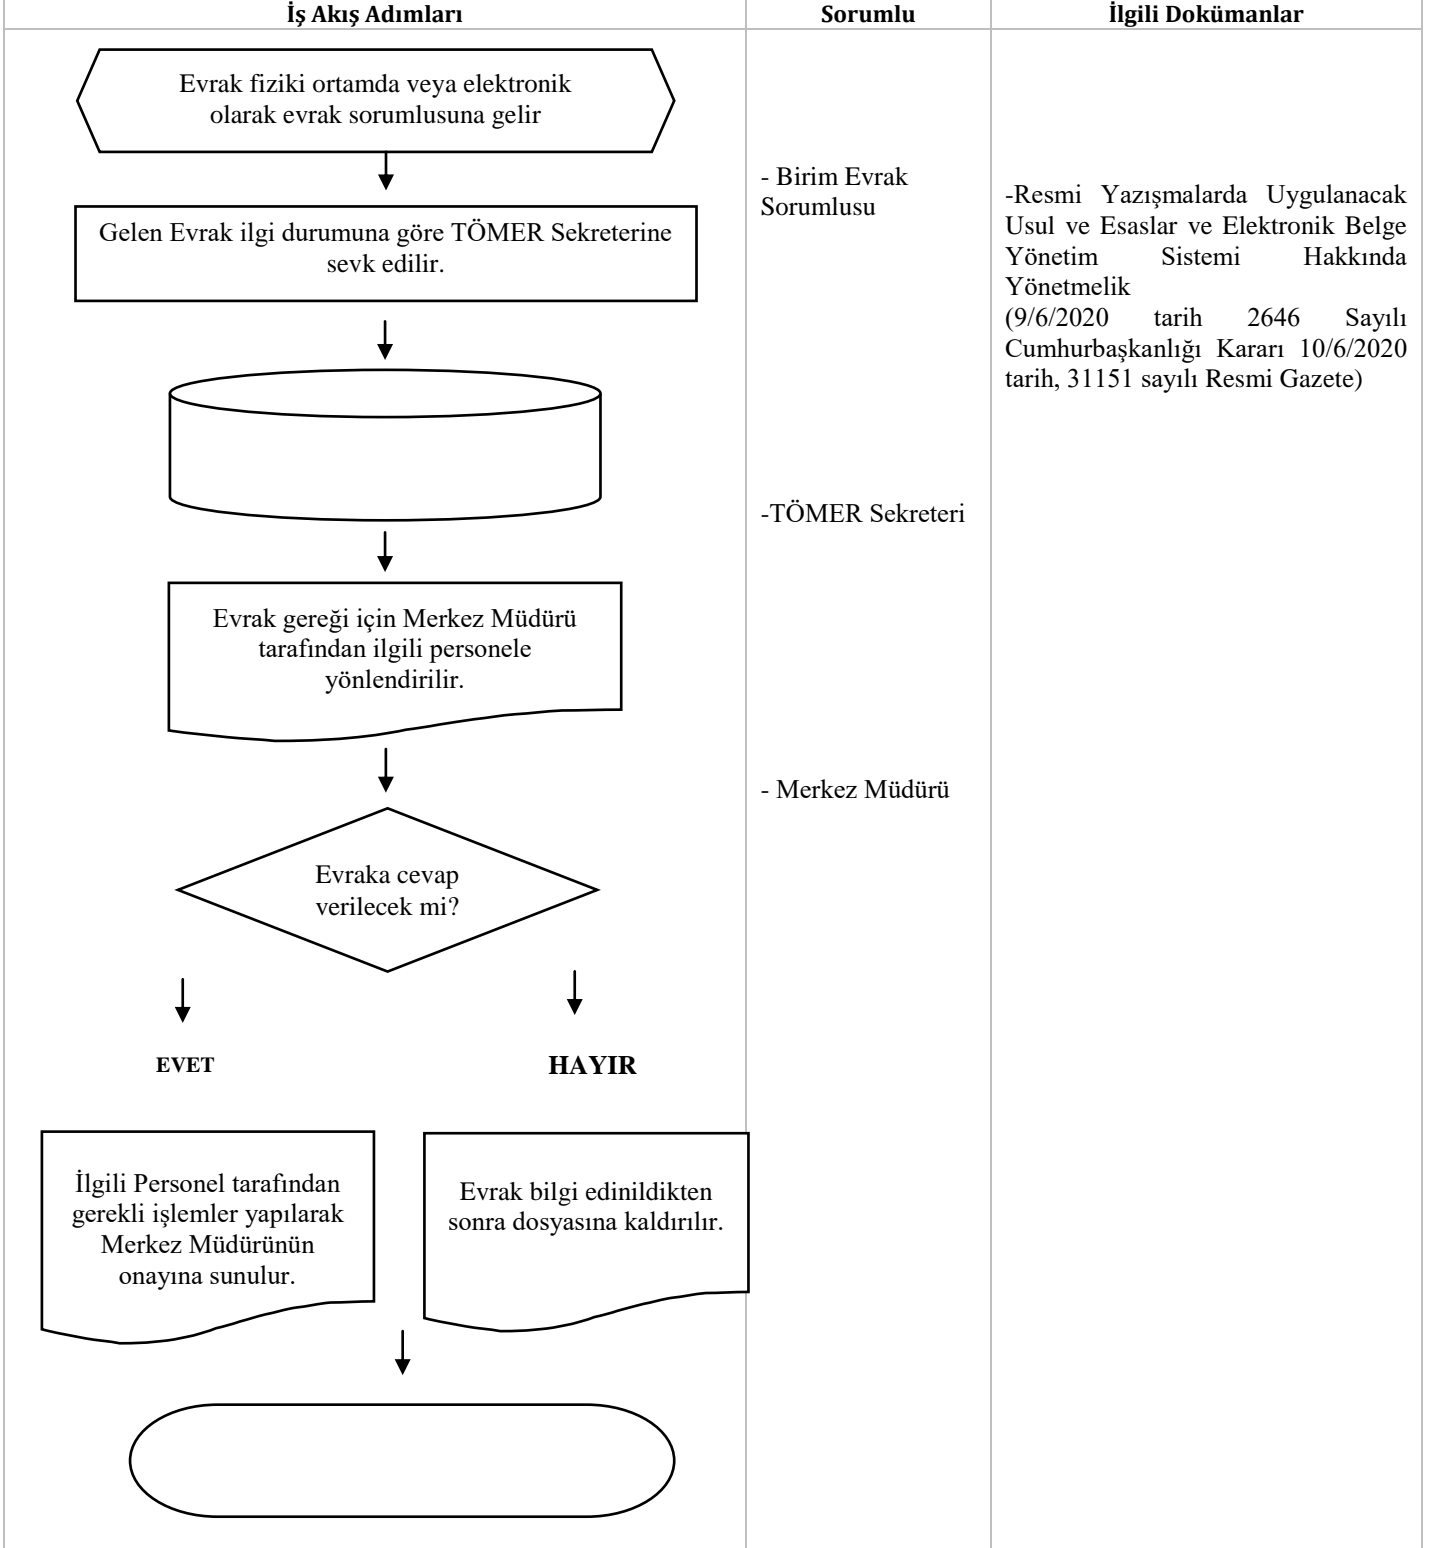 İş Akış Adımları
Sorumlu
İlgili Dokümanlar
Evrak fiziki ortamda veya elektronik
olarak evrak sorumlusuna gelir
Gelen Evrak ilgi durumuna göre TÖMER Sekreterine
sevk edilir.
Evrak gereği için Merkez Müdürü
tarafından ilgili personele
yönlendirilir.
Evraka cevap
verilecek mi?
EVET
HAYIR
İlgili Personel tarafından
gerekli işlemler yapılarak
Merkez Müdürünün
onayına sunulur.
Evrak bilgi edinildikten
sonra dosyasına kaldırılır.
- Birim Evrak
Sorumlusu
-TÖMER Sekreteri
- Merkez Müdürü
-Resmi Yazışmalarda Uygulanacak
Usul ve Esaslar ve Elektronik Belge
Yönetim Sistemi Hakkında
Yönetmelik
(9/6/2020 tarih 2646 Sayılı
Cumhurbaşkanlığı Kararı 10/6/2020
tarih, 31151 sayılı Resmi Gazete)